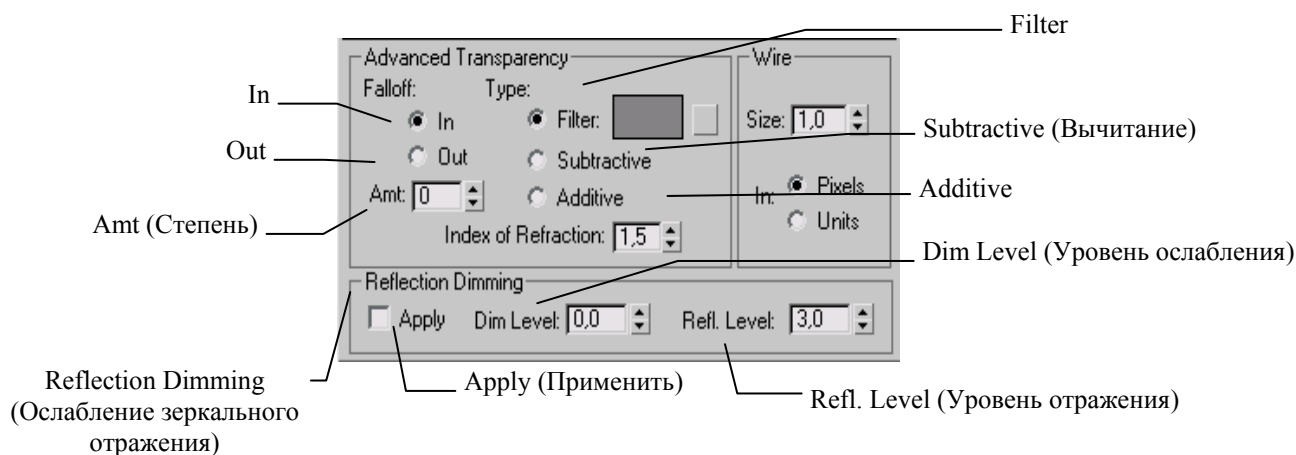 Filter
Advanced Transparency
Wire
Falloff:
Type:
In
In
Filter:
Size: 1,0
Subtractive (Вычитание)
Out
Out
Subtractive
Amt: 0
Additive
In:
Pixels
Additive
Units
Amt (Степень)
Index of Refraction: 1,5
Dim Level (Уровень ослабления)
Reflection Dimming
Apply
Dim Level: 0,0
Refl. Level: 3,0
Reflection Dimming
(Ослабление зеркального
отражения)
Apply (Применить)
Refl. Level (Уровень отражения)